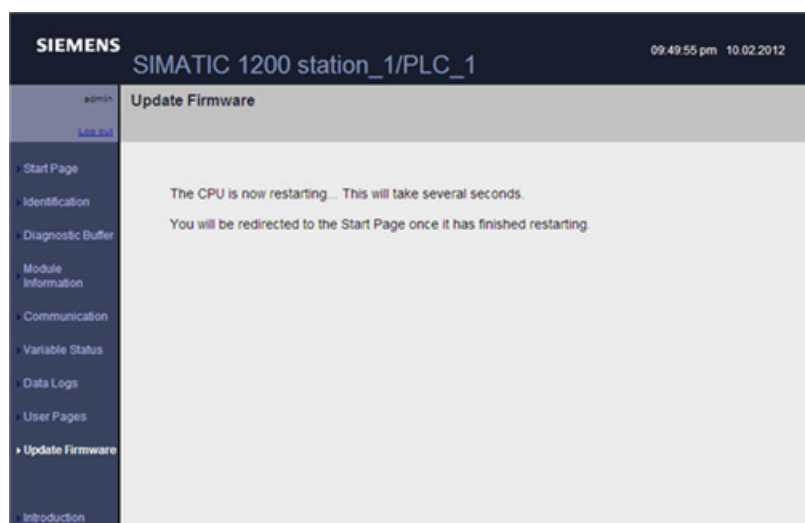 SIEMENS
SIMATIC 1200 station_1/PLC_1
09:49:55 pm 10.02.2012
admin
Log out
Update Firmware
Start Page
Identification
Diagnostic Buffer
Module
Information
Communication
Variable Status
Data Logs
User Pages
Update Firmware
Introduction
The CPU is now restarting... This will take several seconds.
You will be redirected to the Start Page once it has finished restarting.